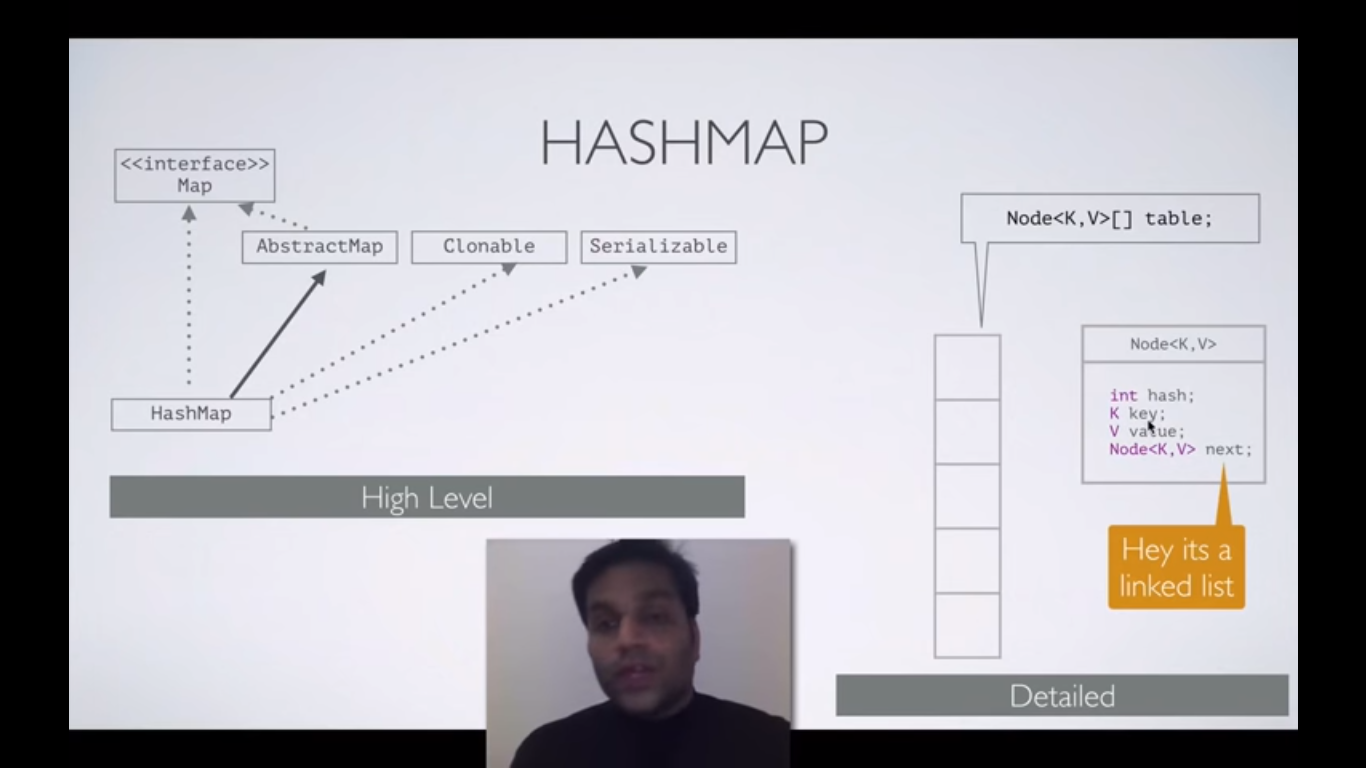 HASHMAP
<<interface>>
Map
AbstractMap
Clonable
Serializable
HashMap
High Level
Node<K,V>[] table;
Node<K,V>
int hash;
K key;
V value;
Node<K,V> next;
Hey its a
linked list
Detailed